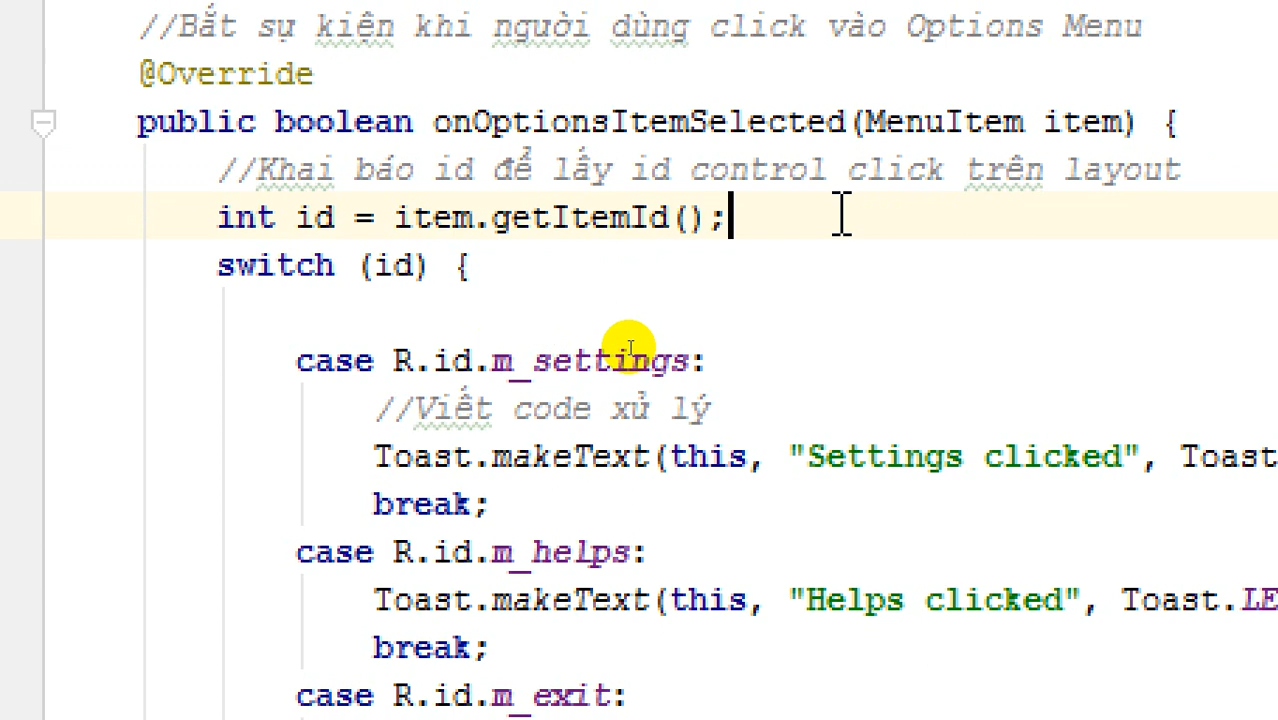 //Bắt sự kiện khi người dùng click vào Options Menu
@Override
public boolean onOptionsItemSelected(MenuItem item) {
//Khai báo id để lấy id control click trên layout
int id = item.getItemId();
switch (id) {
case R.id.m_settings:
//Viết code xử lý
Toast.makeText(this, "Settings clicked", Toast
break;
case R.id.m_helps:
Toast.makeText(this, "Helps clicked", Toast.LE
break;
case R.id.m_exit: